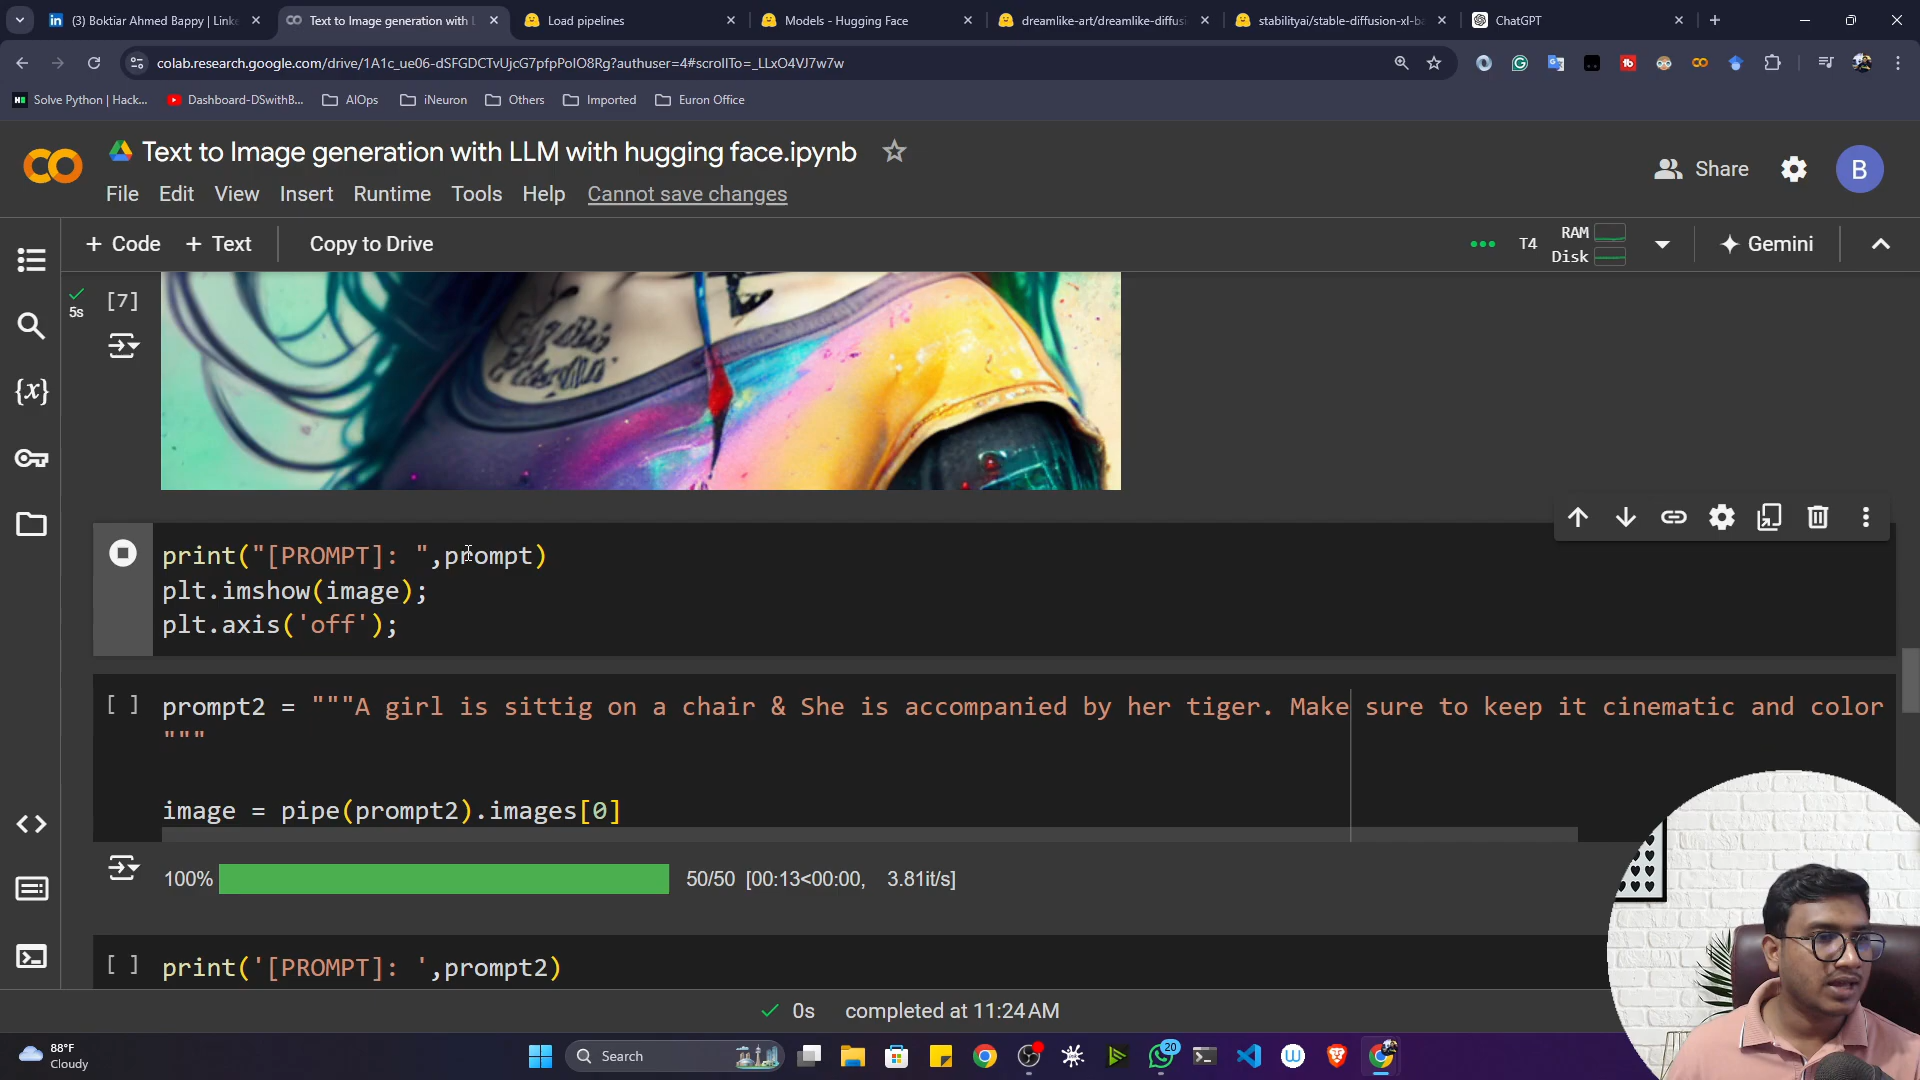 (3) Boktiar Ahmed Bappy | Linke
Text to Image generation with L
Load pipelines
Models - Hugging Face
dreamlike-art/dreamlike-diffusi
stabilityai/stable-diffusion-xl-ba
ChatGPT
colab.research.google.com/drive/1A1c_ue06-dSFGDCTvUjcG7pfpPolO8Rg?authuser=4#scrollTo=_LLxO4VJ7w7w
Solve Python | Hack...
Dashboard-DSwithB...
AIOps
iNeuron
Others
Imported
Euron Office
Text to Image generation with LLM with hugging face.ipynb
Share
B
File Edit View Insert Runtime Tools Help Cannot save changes
+ Code + Text Copy to Drive
T4
RAM
Disk
Gemini
5s
[7]
print("[PROMPT]: ",prompt)
plt.imshow(image);
plt.axis('off');
[ ] prompt2 = """A girl is sittig on a chair & She is accompanied by her tiger. Make sure to keep it cinematic and color
"""
image = pipe(prompt2).images[0]
100% 50/50 [00:13<00:00, 3.81it/s]
[ ] print('[PROMPT]: ',prompt2)
0s completed at 11:24 AM
88°F
Cloudy
Search
20